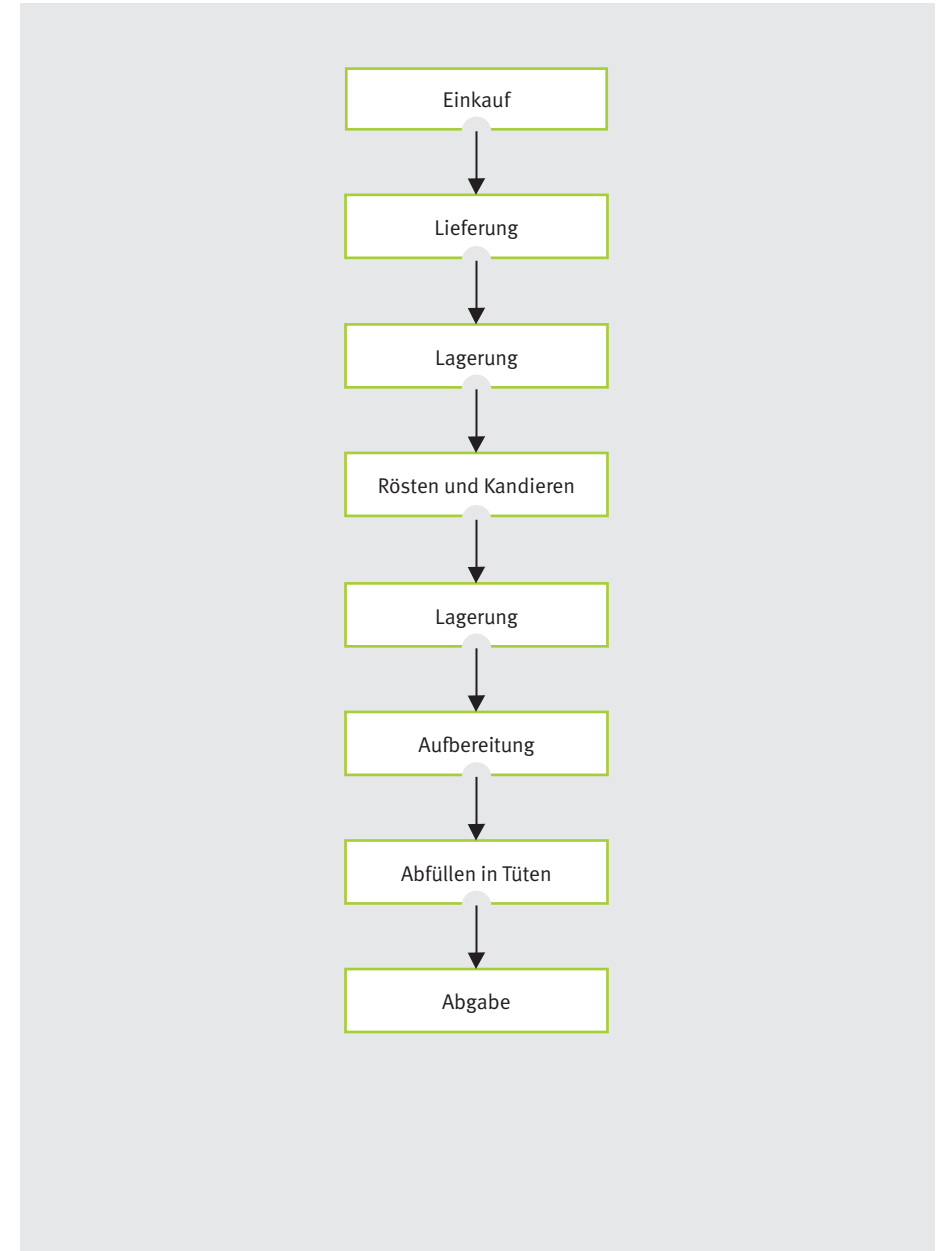 Einkauf
Lieferung
Lagerung
Rösten und Kandieren
Lagerung
Aufbereitung
Abfüllen in Tüten
Abgabe